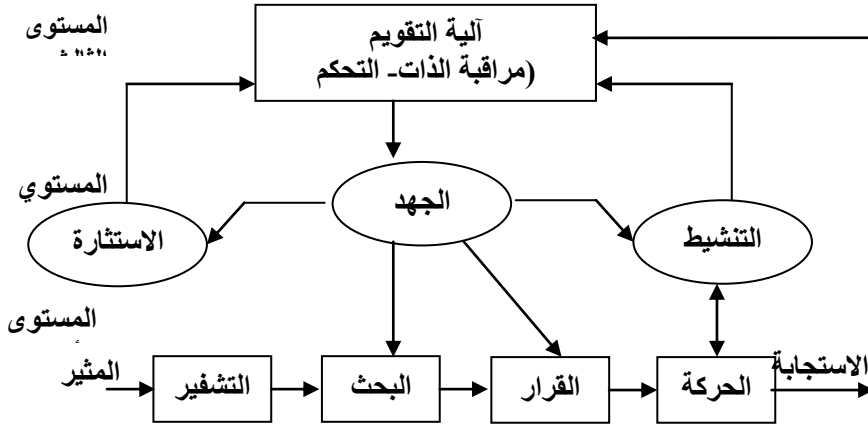 المستوى
آلية التقويم
(مراقبة الذات- التحكم
المستوي
الجهد
الاستثارة
التنشيط
المستوى
المثير
التشفير
البحث
القرار
الحركة
الاستجابة